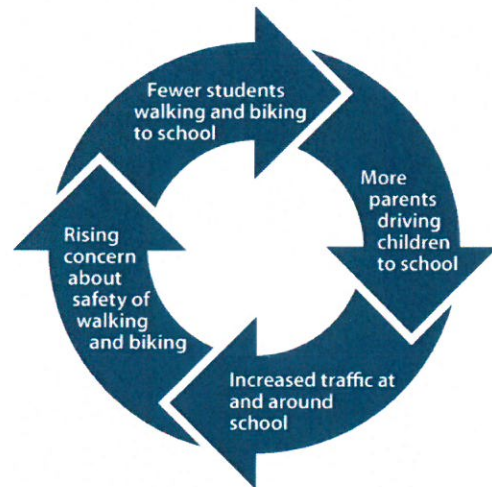 Fewer students
walking and biking
to school
More
parents
driving
children
to school
Increased traffic at
and around
school
Rising
concern
about
safety of
walking
and biking